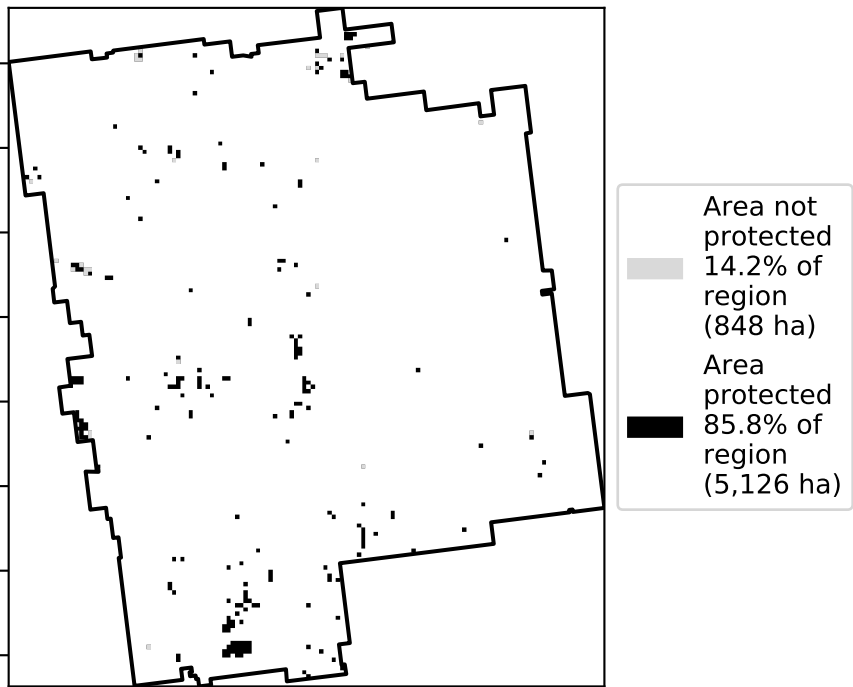 Area not
protected
14.2% of
region
(848 ha)
Area
protected
85.8% of
region
(5,126 ha)